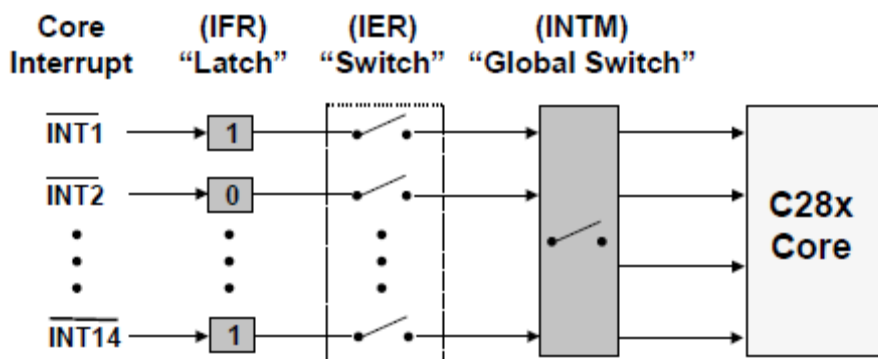 Core Interrupt
(IFR) “Latch”
(IER) “Switch”
(INTM) “Global Switch”
INT1
1
INT2
0
INT14
1
C28x Core